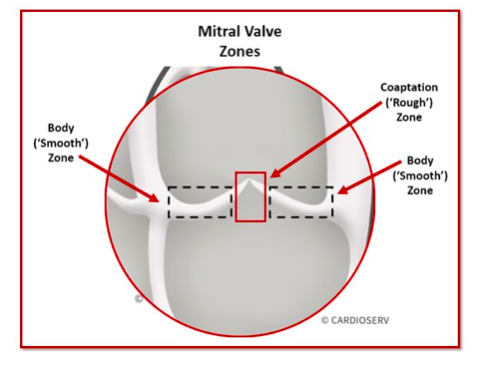 Mitral Valve
Zones
Coaptation
('Rough')
Zone
Body
('Smooth')
Zone
Body
('Smooth')
Zone
©
© CARDIOSERV